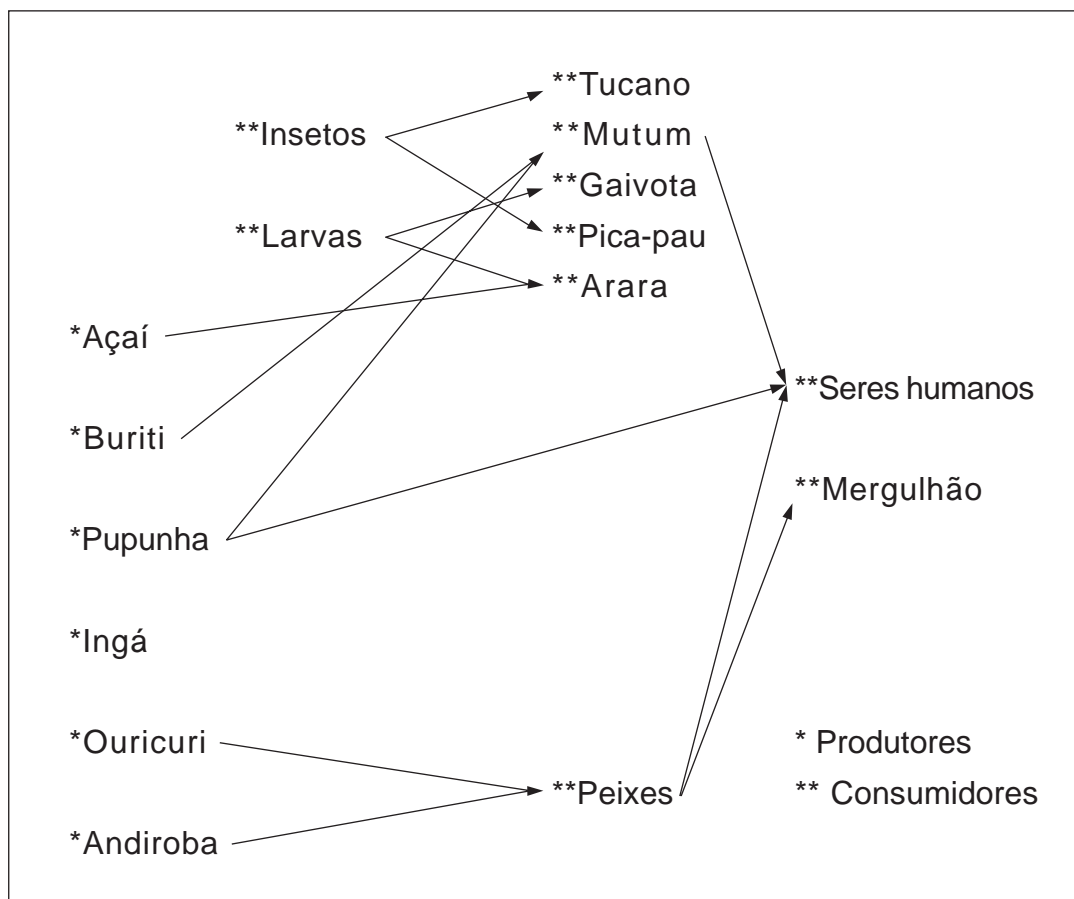 **Tucano
**Insetos
**Mutum
**Gaivota
**Larvas
**Pica-pau
**Arara
*Açaí
**Seres humanos
*Buriti
**Mergulhão
*Pupunha
*Ingá
*Ouricuri
* Produtores
**Peixes
** Consumidores
*Andiroba